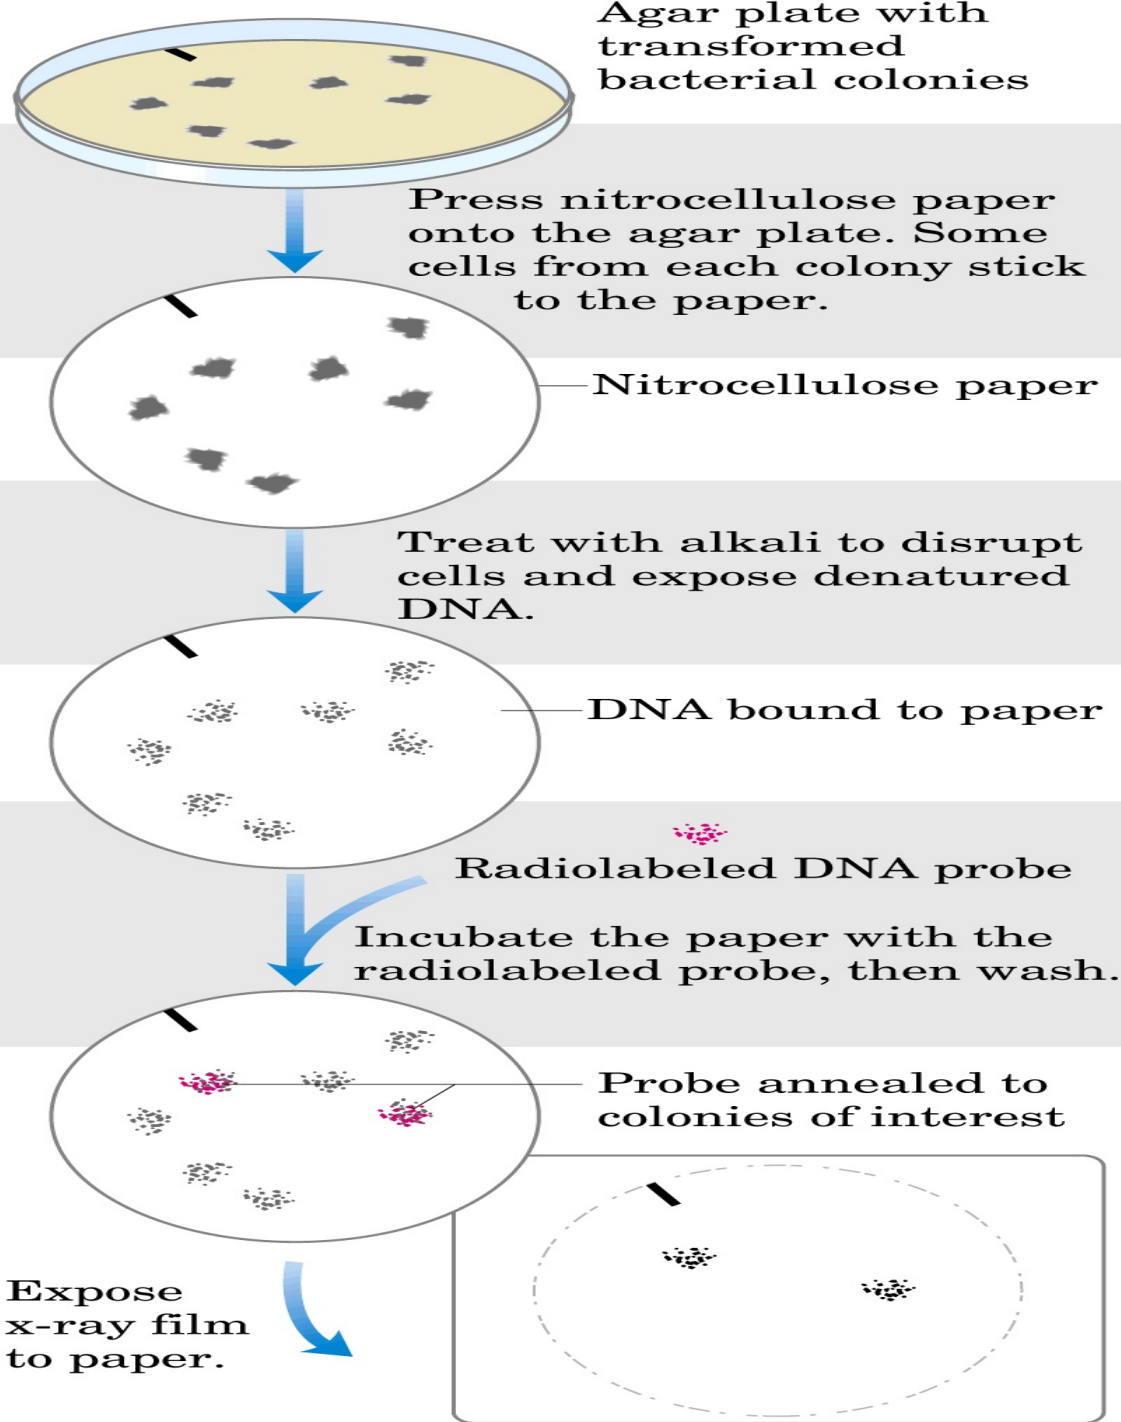 Agar plate with
transformed
bacterial colonies
Press nitrocellulose paper
onto the agar plate. Some
cells from each colony stick
to the paper.
Nitrocellulose paper
Treat with alkali to disrupt
cells and expose denatured
DNA.
DNA bound to paper
Radiolabeled DNA probe
Incubate the paper with the
radiolabeled probe, then wash.
Probe annealed to
colonies of interest
Expose
x-ray film
to paper.